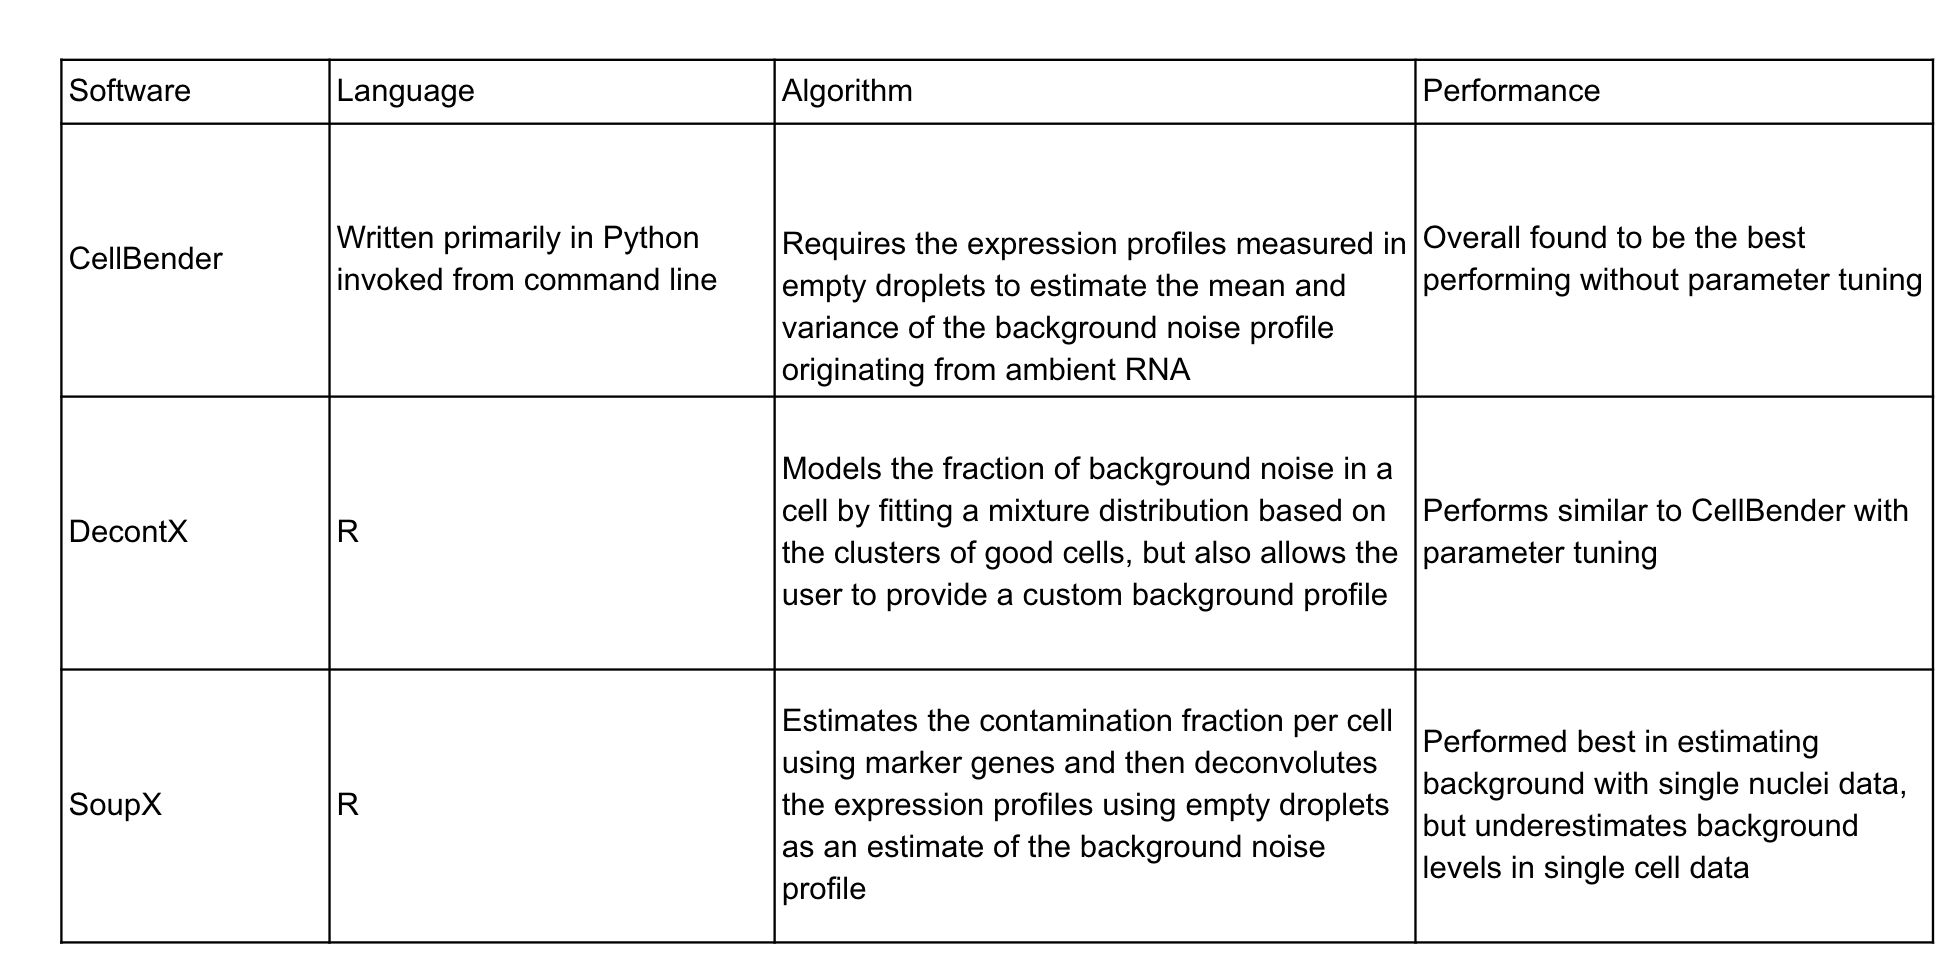 Software
Language
Algorithm
Performance
CellBender
Written primarily in Python
invoked from command line
Requires the expression profiles measured in
empty droplets to estimate the mean and
variance of the background noise profile
originating from ambient RNA
Overall found to be the best
performing without parameter tuning
DecontX
R
Models the fraction of background noise in a
cell by fitting a mixture distribution based on
the clusters of good cells, but also allows the
user to provide a custom background profile
Performs similar to CellBender with
parameter tuning
SoupX
R
Estimates the contamination fraction per cell
using marker genes and then deconvolutes
the expression profiles using empty droplets
as an estimate of the background noise
profile
Performed best in estimating
background with single nuclei data,
but underestimates background
levels in single cell data